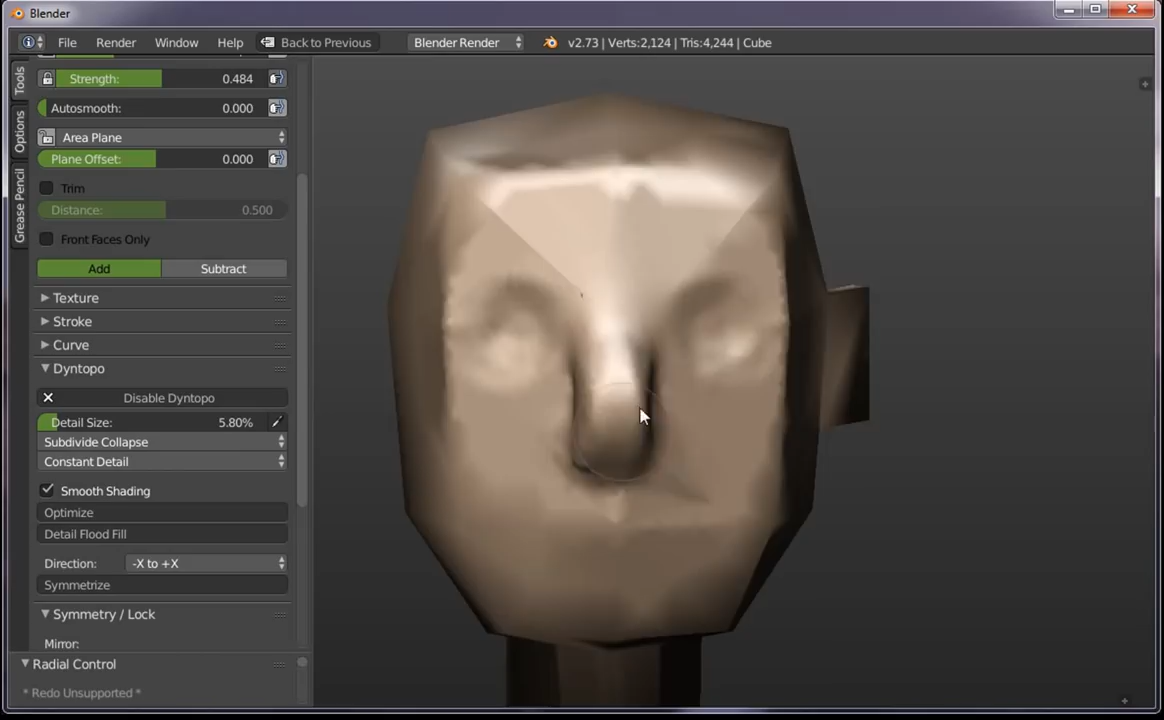 Blender
File Render Window Help Back to Previous Blender Render v2.73 | Verts:2,124 | Tris:4,244 | Cube
Tools
Options
Grease Pencil
Strength: 0.484
Autosmooth: 0.000
Area Plane
Plane Offset: 0.000
Trim
Distance: 0.500
Front Faces Only
Add Subtract
Texture
Stroke
Curve
Dyntopo
Disable Dyntopo
Detail Size: 5.80%
Subdivide Collapse
Constant Detail
Smooth Shading
Optimize
Detail Flood Fill
Direction: -X to +X
Symmetrize
Symmetry / Lock
Mirror:
Radial Control
* Redo Unsupported *